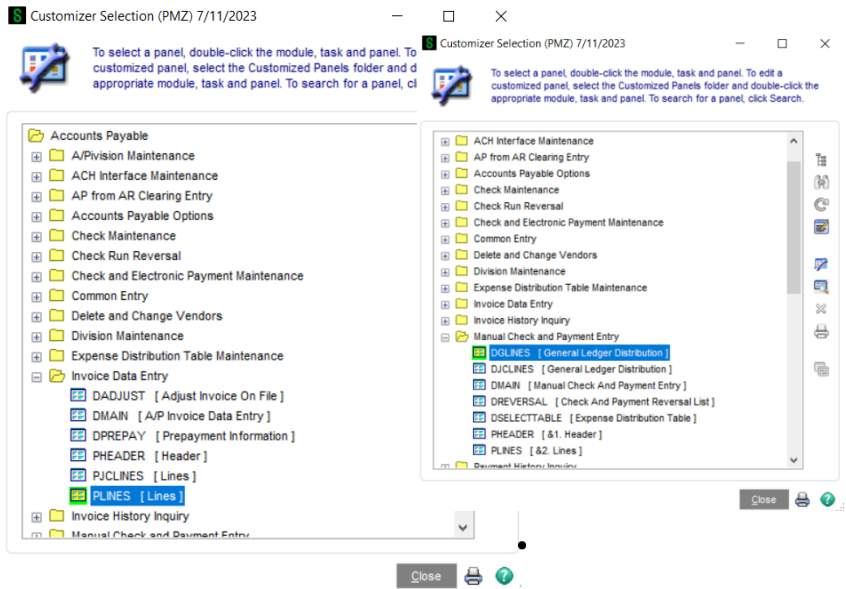 Customizer Selection (PMZ) 7/11/2023
To select a panel, double-click the module, task and panel. To
customized panel, select the Customized Panels folder and d
appropriate module, task and panel. To search for a panel, cl
Accounts Payable
A/Pivision Maintenance
ACH Interface Maintenance
AP from AR Clearing Entry
Accounts Payable Options
Check Maintenance
Check Run Reversal
Check and Electronic Payment Maintenance
Common Entry
Delete and Change Vendors
Division Maintenance
Expense Distribution Table Maintenance
Invoice Data Entry
DADJUST [ Adjust Invoice On File ]
DMAIN [ A/P Invoice Data Entry ]
DPREPAY [ Prepayment Information ]
PHEADER [ Header ]
PJCLINES [ Lines ]
PLINES [ Lines ]
Invoice History Inquiry
Manual Check and Payment Entry
Close
Customizer Selection (PMZ) 7/11/2023
To select a panel, double-click the module, task and panel. To edit a
customized panel, select the Customized Panels folder and double-click the
appropriate module, task and panel. To search for a panel, click Search.
ACH Interface Maintenance
AP from AR Clearing Entry
Accounts Payable Options
Check Maintenance
Check Run Reversal
Check and Electronic Payment Maintenance
Common Entry
Delete and Change Vendors
Division Maintenance
Expense Distribution Table Maintenance
Invoice Data Entry
Invoice History Inquiry
Manual Check and Payment Entry
DGLINES [ General Ledger Distribution ]
DJCLINES [ General Ledger Distribution ]
DMAIN [ Manual Check And Payment Entry ]
DREVERSAL [ Check And Payment Reversal List ]
DSELECTTABLE [ Expense Distribution Table ]
PHEADER [ &1. Header ]
PLINES [ &2. Lines ]
Payment History Inquiry
Close